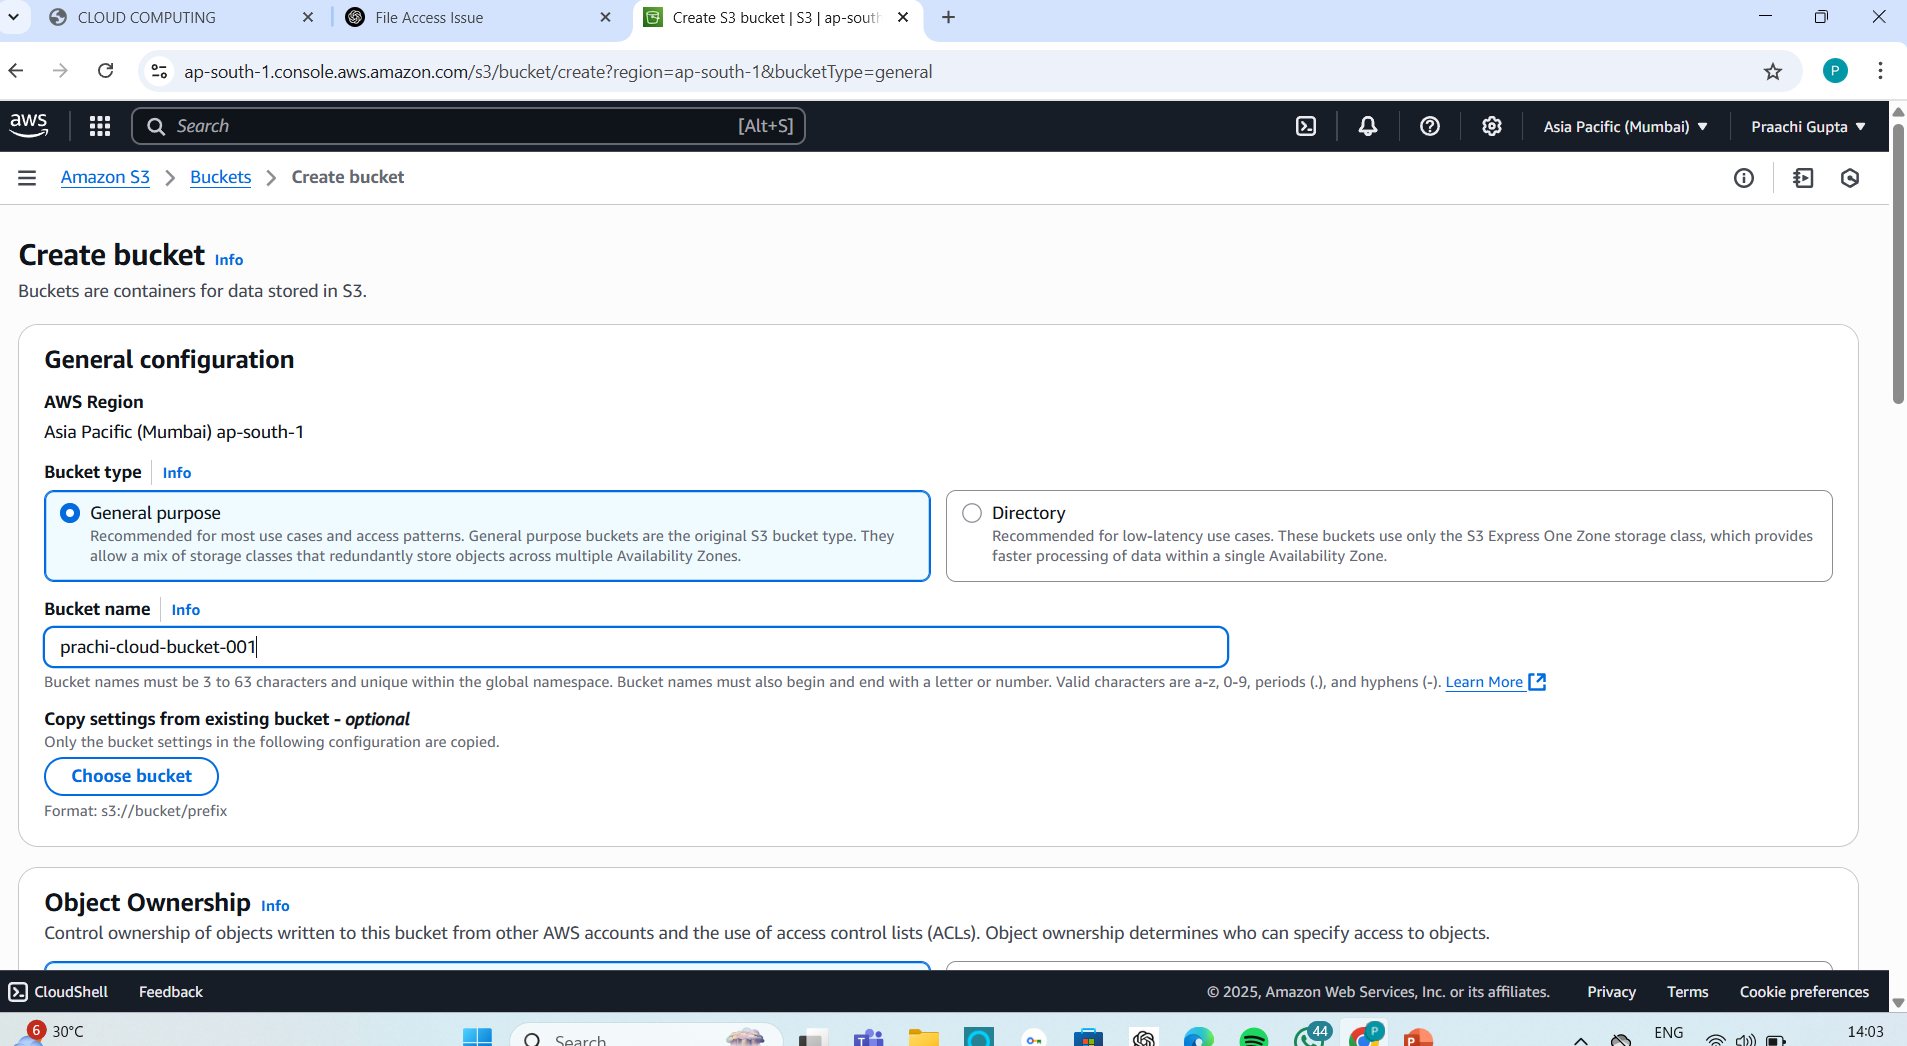 CLOUD COMPUTING
File Access Issue
Create S3 bucket | S3 | ap-south
ap-south-1.console.aws.amazon.com/s3/bucket/create?region=ap-south-1&bucketType=general
P
aws
Search
[Alt+S]
Asia Pacific (Mumbai)
Praachi Gupta
Amazon S3
Buckets
Create bucket
Create bucket Info
Buckets are containers for data stored in S3.
General configuration
AWS Region
Asia Pacific (Mumbai) ap-south-1
Bucket type Info
General purpose
Recommended for most use cases and access patterns. General purpose buckets are the original S3 bucket type. They
allow a mix of storage classes that redundantly store objects across multiple Availability Zones.
Directory
Recommended for low-latency use cases. These buckets use only the S3 Express One Zone storage class, which provides
faster processing of data within a single Availability Zone.
Bucket name Info
prachi-cloud-bucket-001
Bucket names must be 3 to 63 characters and unique within the global namespace. Bucket names must also begin and end with a letter or number. Valid characters are a-z, 0-9, periods (.), and hyphens (-). Learn More
Copy settings from existing bucket - optional
Only the bucket settings in the following configuration are copied.
Choose bucket
Format: s3://bucket/prefix
Object Ownership Info
Control ownership of objects written to this bucket from other AWS accounts and the use of access control lists (ACLs). Object ownership determines who can specify access to objects.
CloudShell
Feedback
© 2025, Amazon Web Services, Inc. or its affiliates.
Privacy
Terms
Cookie preferences
6
30°C
Search
44
P
P
ENG
14:03